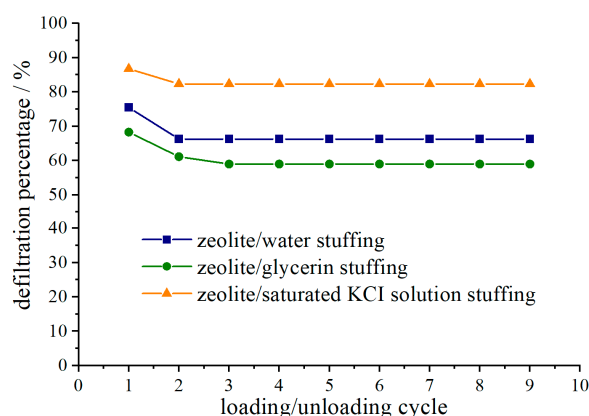 defiltration percentage / %
100
90
80
70
60
50
40
30
20
10
0
zeolite/water stuffing
zeolite/glycerin stuffing
zeolite/saturated KCI solution stuffing
0 1 2 3 4 5 6 7 8 9 10
loading/unloading cycle